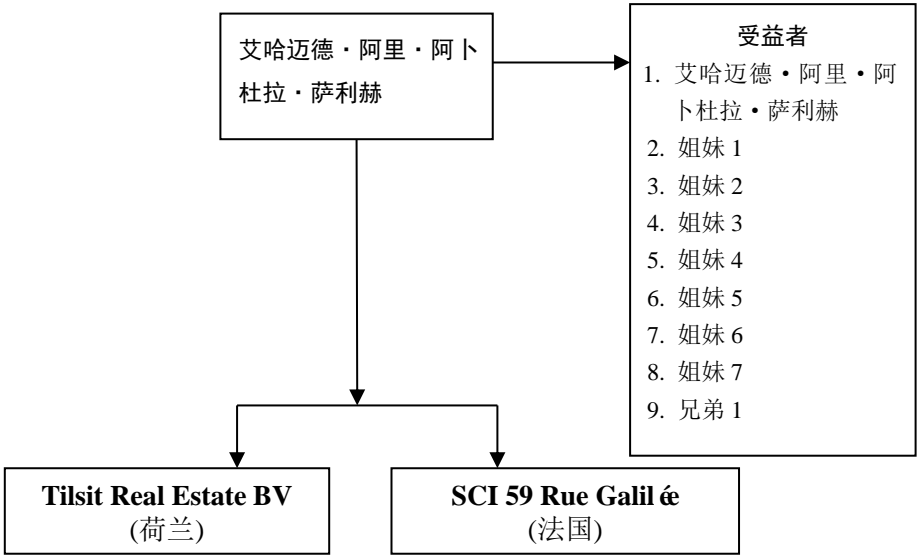 艾哈迈德·阿里·阿卜
杜拉·萨利赫
受益者
1. 艾哈迈德·阿里·阿
卜杜拉·萨利赫
2. 姐妹 1
3. 姐妹 2
4. 姐妹 3
5. 姐妹 4
6. 姐妹 5
7. 姐妹 6
8. 姐妹 7
9. 兄弟 1
Tilsit Real Estate BV
(荷兰)
SCI 59 Rue Galilée
(法国)